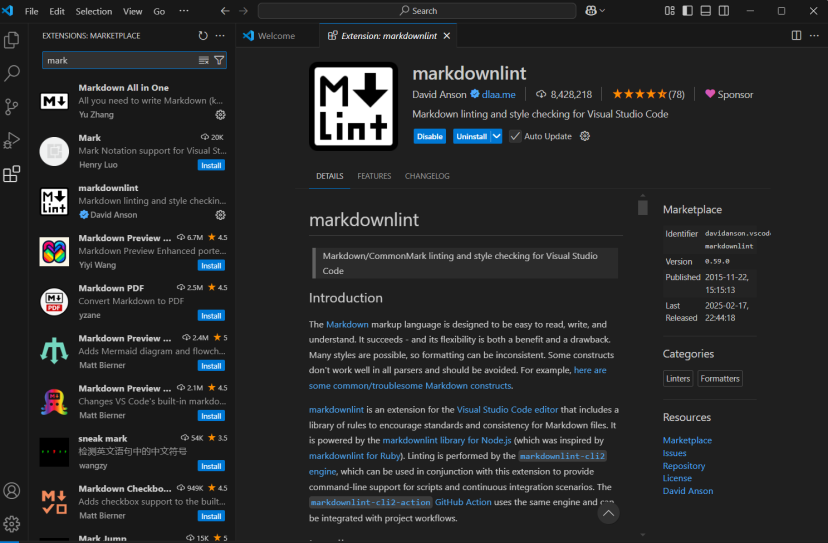 File Edit Selection View Go ··· Search
EXTENSIONS: MARKETPLACE
mark
Markdown All in One
All you need to write Markdown (k...
Yu Zhang
Mark 20K
Mark Notation support for Visual St...
Henry Luo Install
markdownlint
Markdown linting and style checkin...
David Anson
Markdown Preview ... 6.7M 4.5
Markdown Preview Enhanced porte...
Yiyi Wang Install
Markdown PDF 2.5M 4.5
Convert Markdown to PDF
yzane Install
Markdown Preview ... 2.4M 5
Adds Mermaid diagram and flowch...
Matt Bierner Install
Markdown Preview ... 2.1M 4.5
Changes VS Code's built-in markdo...
Matt Bierner Install
sneak mark 54K 3.5
检测英文语句中的中文符号
wangzy Install
Markdown Checkbo... 949K 4.5
Adds checkbox support to the built...
Matt Bierner Install
Mark Jump 15K 5
Welcome
Extension: markdownlint
M Lint
markdownlint
David Anson dlaa.me 8,428,218 (78) Sponsor
Markdown linting and style checking for Visual Studio Code
Disable Uninstall Auto Update
DETAILS FEATURES CHANGELOG
markdownlint
Markdown/CommonMark linting and style checking for Visual Studio
Code
Introduction
The Markdown markup language is designed to be easy to read, write, and
understand. It succeeds - and its flexibility is both a benefit and a drawback.
Many styles are possible, so formatting can be inconsistent. Some constructs
don't work well in all parsers and should be avoided. For example, here are
some common/troublesome Markdown constructs.
markdownlint is an extension for the Visual Studio Code editor that includes a
library of rules to encourage standards and consistency for Markdown files. It
is powered by the markdownlint library for Node.js (which was inspired by
markdownlint for Ruby). Linting is performed by the markdownlint-cli2
engine, which can be used in conjunction with this extension to provide
command-line support for scripts and continuous integration scenarios. The
markdownlint-cli2-action GitHub Action uses the same engine and can
be integrated with project workflows.
Marketplace
Identifier davidanson.vscode-
markdownlint
Version 0.59.0
Published 2015-11-22,
15:15:13
Last 2025-02-17,
Released 22:44:18
Categories
Linters Formatters
Resources
Marketplace
Issues
Repository
License
David Anson